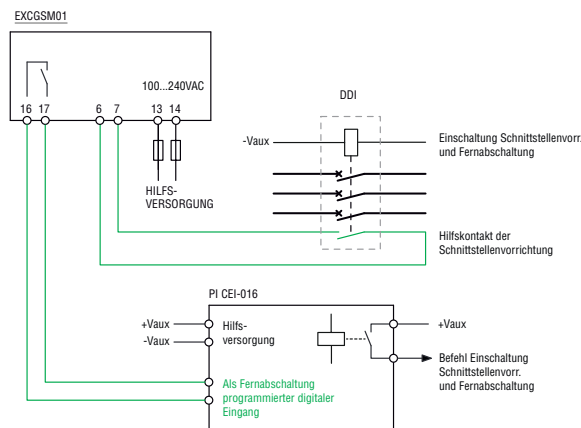 EXCGSM01
100...240VAC
16 17 6 7 13 14
HILFS-
VERSORGUNG
DDI
-Vaux
Einschaltung Schnittstellenvorr.
und Fernabschaltung
Hilfskontakt der
Schnittstellenvorrichtung
PI CEI-016
+Vaux
-Vaux
Hilfs-
versorgung
Als Fernabschaltung
programmierter digitaler
Eingang
+Vaux
Befehl Einschaltung
Schnittstellenvorr.
und Fernabschaltung